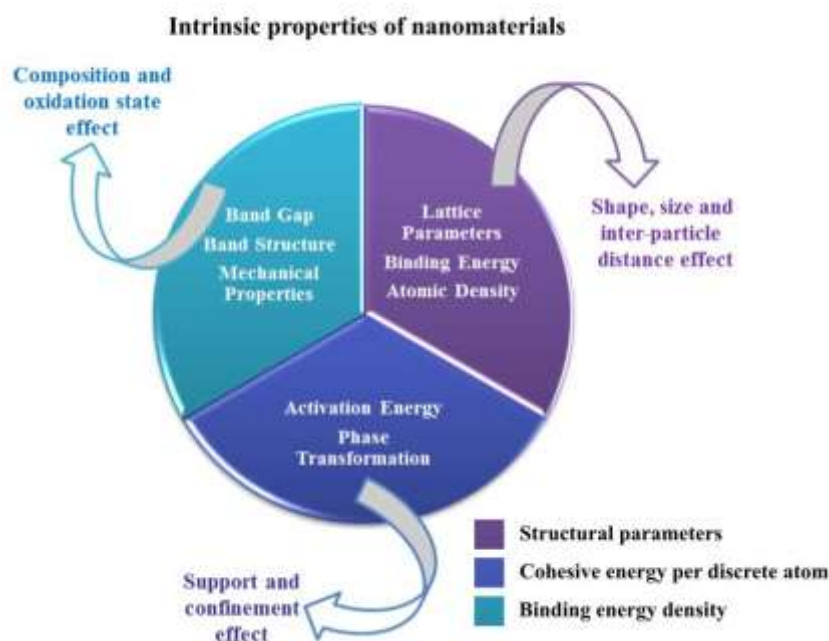 Intrinsic properties of nanomaterials
Composition and
oxidation state
effect
Band Gap
Band Structure
Mechanical
Properties
Lattice
Parameters
Binding Energy
Atomic Density
Shape, size and
inter-particle
distance effect
Activation Energy
Phase
Transformation
Support and
confinement
effect
Structural parameters
Cohesive energy per discrete atom
Binding energy density